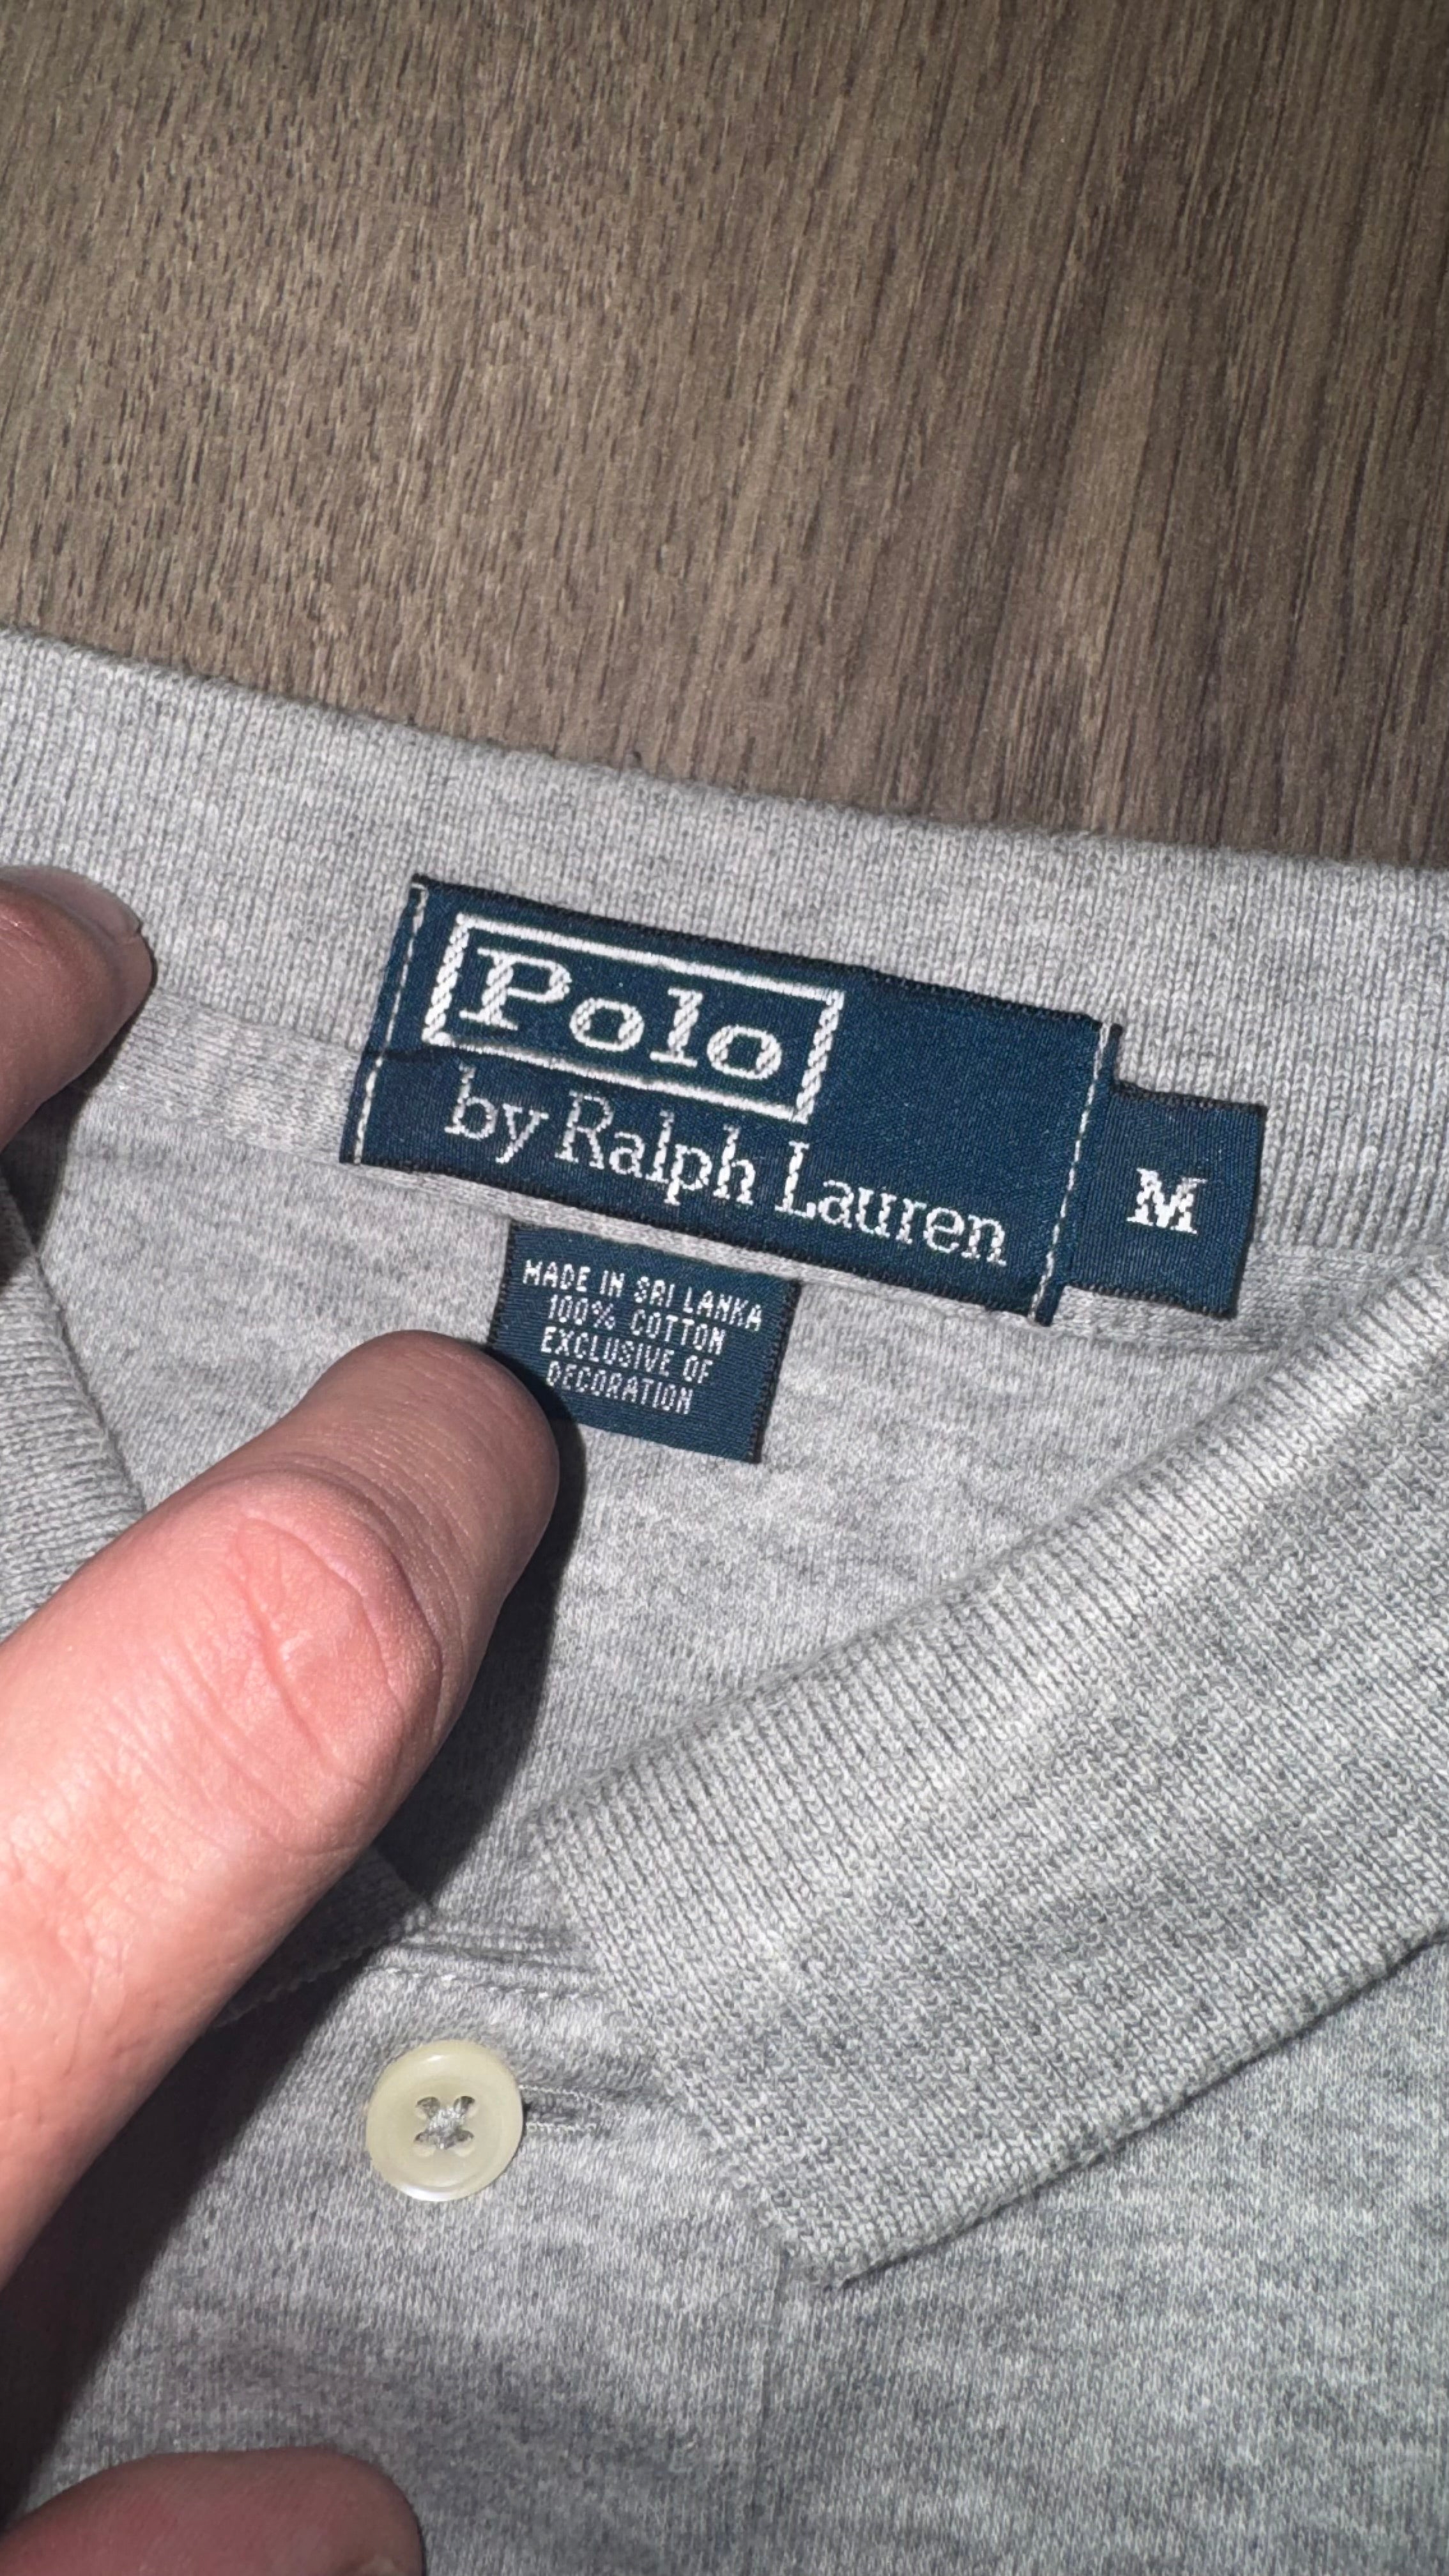 Polo
by Ralph Lauren
M
MADE IN SRI LANKA
100% COTTON
EXCLUSIVE OF
DECORATION